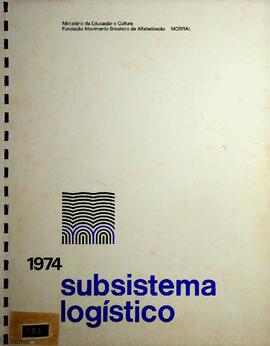 Ministério da Educação e Cultura
Fundação Movimento Brasileiro de Alfabetização MOBRAL
1974
subsistema
logístico